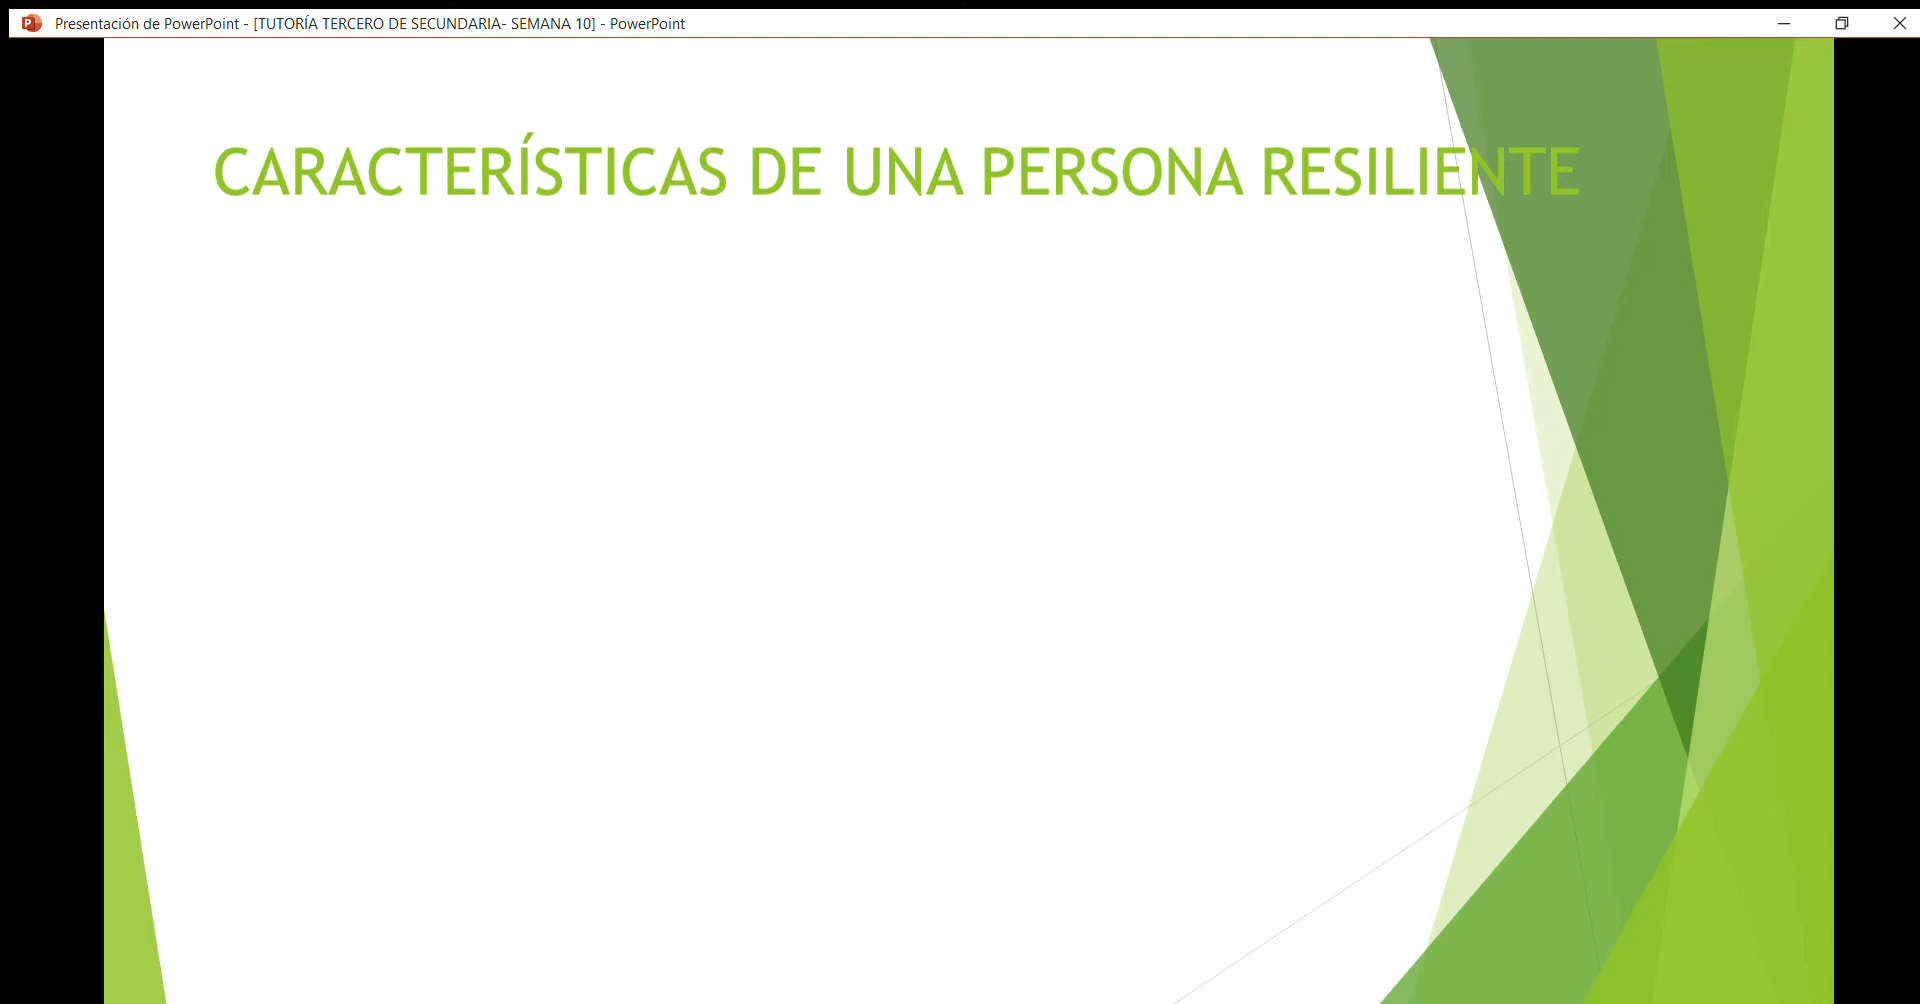 Presentación de PowerPoint - [TUTORÍA TERCERO DE SECUNDARIA- SEMANA 10] - PowerPoint
CARACTERÍSTICAS DE UNA PERSONA RESILIENTE